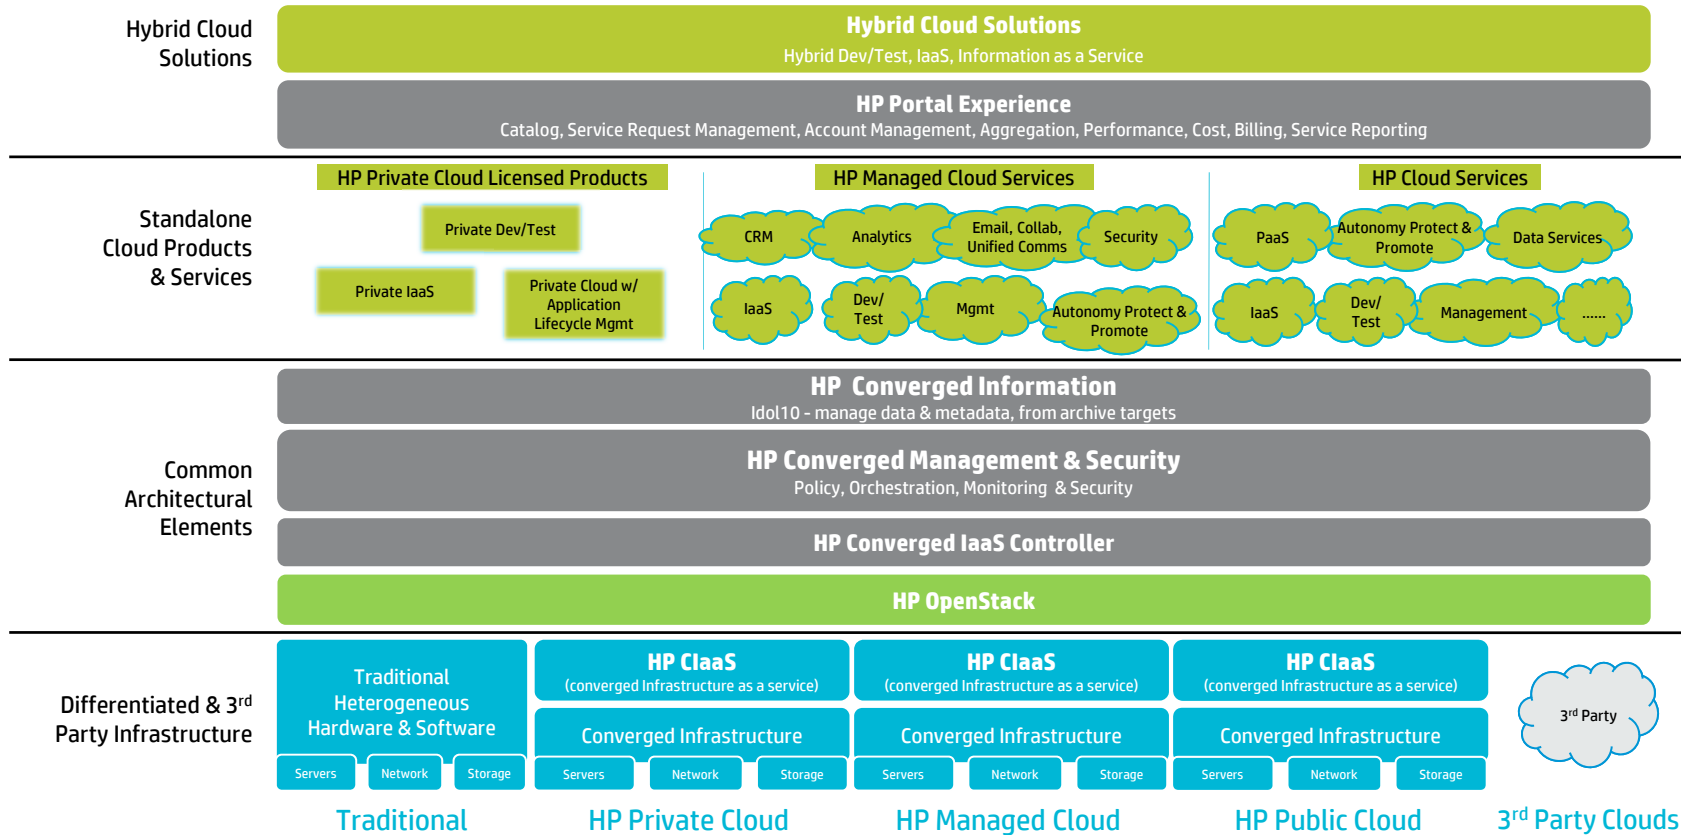 Hybrid Cloud
Solutions
Hybrid Cloud Solutions
Hybrid Dev/Test, IaaS, Information as a Service
HP Portal Experience
Catalog, Service Request Management, Account Management, Aggregation, Performance, Cost, Billing, Service Reporting
Standalone
Cloud Products
& Services
HP Private Cloud Licensed Products
Private Dev/Test
Private IaaS
Private Cloud w/
Application
Lifecycle Mgmt
HP Managed Cloud Services
CRM
Analytics
Email, Collab,
Unified Comms
Security
IaaS
Dev/
Test
Mgmt
Autonomy Protect &
Promote
HP Cloud Services
PaaS
Autonomy Protect &
Promote
Data Services
IaaS
Dev/
Test
Management
......
Common
Architectural
Elements
HP Converged Information
Idol10 - manage data & metadata, from archive targets
HP Converged Management & Security
Policy, Orchestration, Monitoring & Security
HP Converged IaaS Controller
HP OpenStack
Differentiated & 3rd
Party Infrastructure
Traditional
Heterogeneous
Hardware & Software
Servers
Network
Storage
Traditional
HP CIaaS
(converged Infrastructure as a service)
Converged Infrastructure
Servers
Network
Storage
HP Private Cloud
HP CIaaS
(converged Infrastructure as a service)
Converged Infrastructure
Servers
Network
Storage
HP Managed Cloud
HP CIaaS
(converged Infrastructure as a service)
Converged Infrastructure
Servers
Network
Storage
HP Public Cloud
3rd Party
3rd Party Clouds